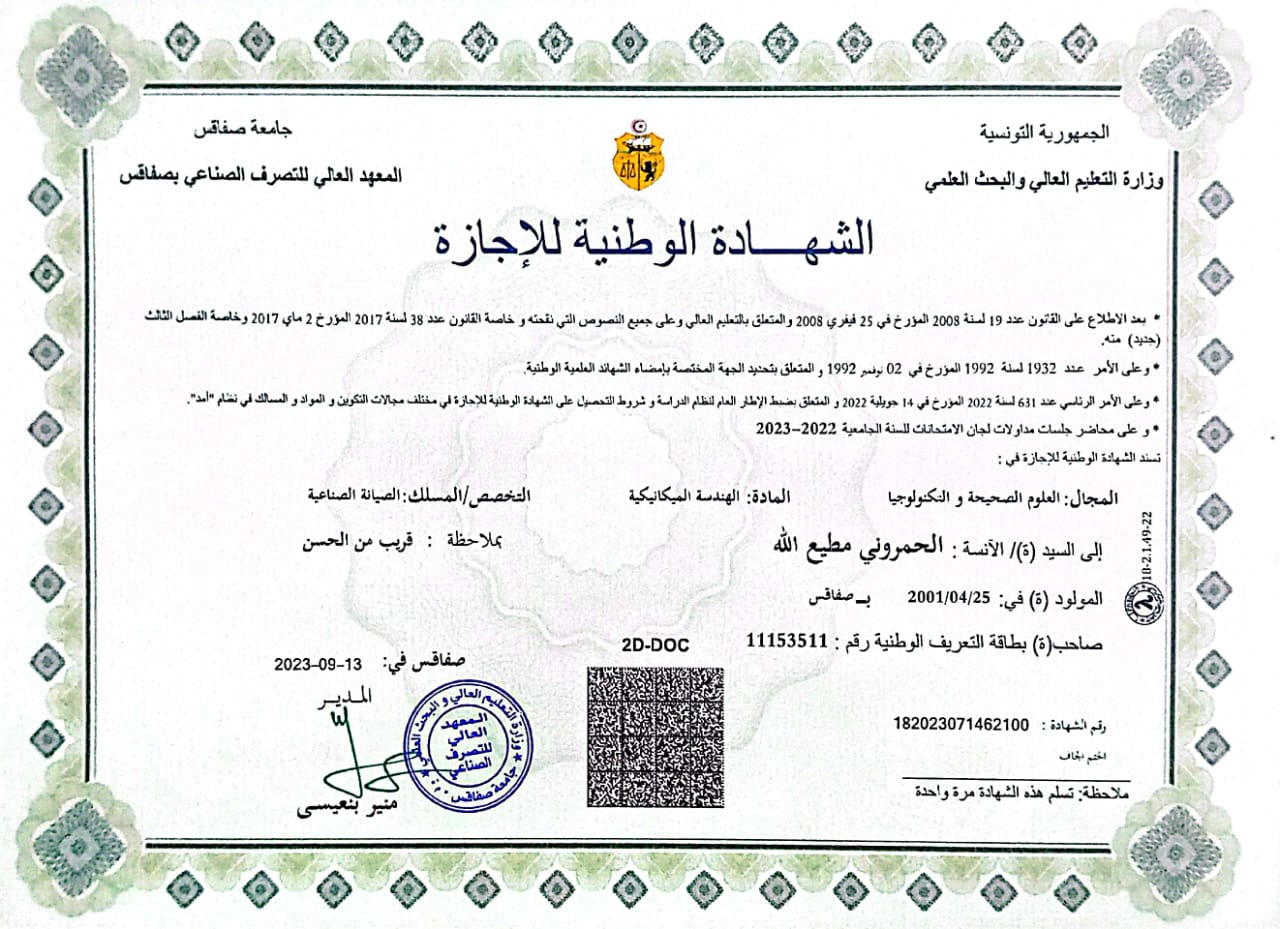 الجمهورية التونسية
وزارة التعليم العالي والبحث العلمي
جامعة صفاقس
المعهد العالي للتصرف الصناعي بصفاقس
الشهـــادة الوطنية للإجازة
* بعد الاطلاع على القانون عدد 19 لسنة 2008 المؤرخ في 25 فيفري 2008 والمتعلق بالتعليم العالي وعلى جميع النصوص التي نقحته و خاصة القانون عدد 38 لسنة 2017 المؤرخ 2 ماي 2017 وخاصة الفصل الثالث
(جديد) منه.
* وعلى الأمر عدد 1932 لسنة 1992 المؤرخ في 02 نوفمبر 1992 و المتعلق بتحديد الجهة المختصة بإمضاء الشهائد العلمية الوطنية.
* وعلى الأمر الرئاسي عدد 631 لسنة 2022 المؤرخ في 14 جويلية 2022 و المتعلق بضبط الإطار العام لنظام الدراسة و شروط التحصيل على الشهادة الوطنية للإجازة في مختلف مجالات التكوين و المواد و المسالك في نظام "أمد".
* و على محاضر جلسات مداولات لجان الامتحانات للسنة الجامعية 2022-2023
تسند الشهادة الوطنية للإجازة في :
المجال: العلوم الصحيحة و التكنولوجيا المادة: الهندسة الميكانيكية التخصص/المسلك: الصيانة الصناعية
إلى السيد (ة)/ الآنسة : الحمروني مطيع الله بملاحظة : قريب من الحسن
المولود (ة) في: 2001/04/25 بـ صفاقس
صاحب(ة) بطاقة التعريف الوطنية رقم : 11153511
18-2.1.49-22
2D-DOC
صفاقس في: 2023-09-13
المديـر
منير بنعيسى
وزارة التعليم العالي و البحث العلمي
جامعة صفاقس
المعهد
العالي
للتصرف
الصناعي
رقم الشهادة : 182023071462100
الختم الجاف
ملاحظة: تسلم هذه الشهادة مرة واحدة